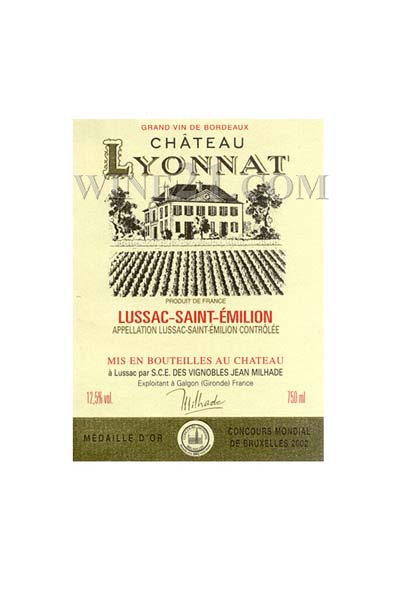 GRAND VIN DE BORDEAUX
CHÂTEAU
LYONNAT
WINE21.COM
PRODUIT DE FRANCE
LUSSAC-SAINT-ÉMILION
APPELLATION LUSSAC-SAINT-ÉMILION CONTRÔLÉE
MIS EN BOUTEILLES AU CHATEAU
à Lussac par S.C.E. DES VIGNOBLES JEAN MILHADE
Exploitant à Galgon (Gironde) France
12,5% vol. Milhade 750 ml
MÉDAILLE D'OR
CONCOURS MONDIAL
DE BRUXELLES 2002